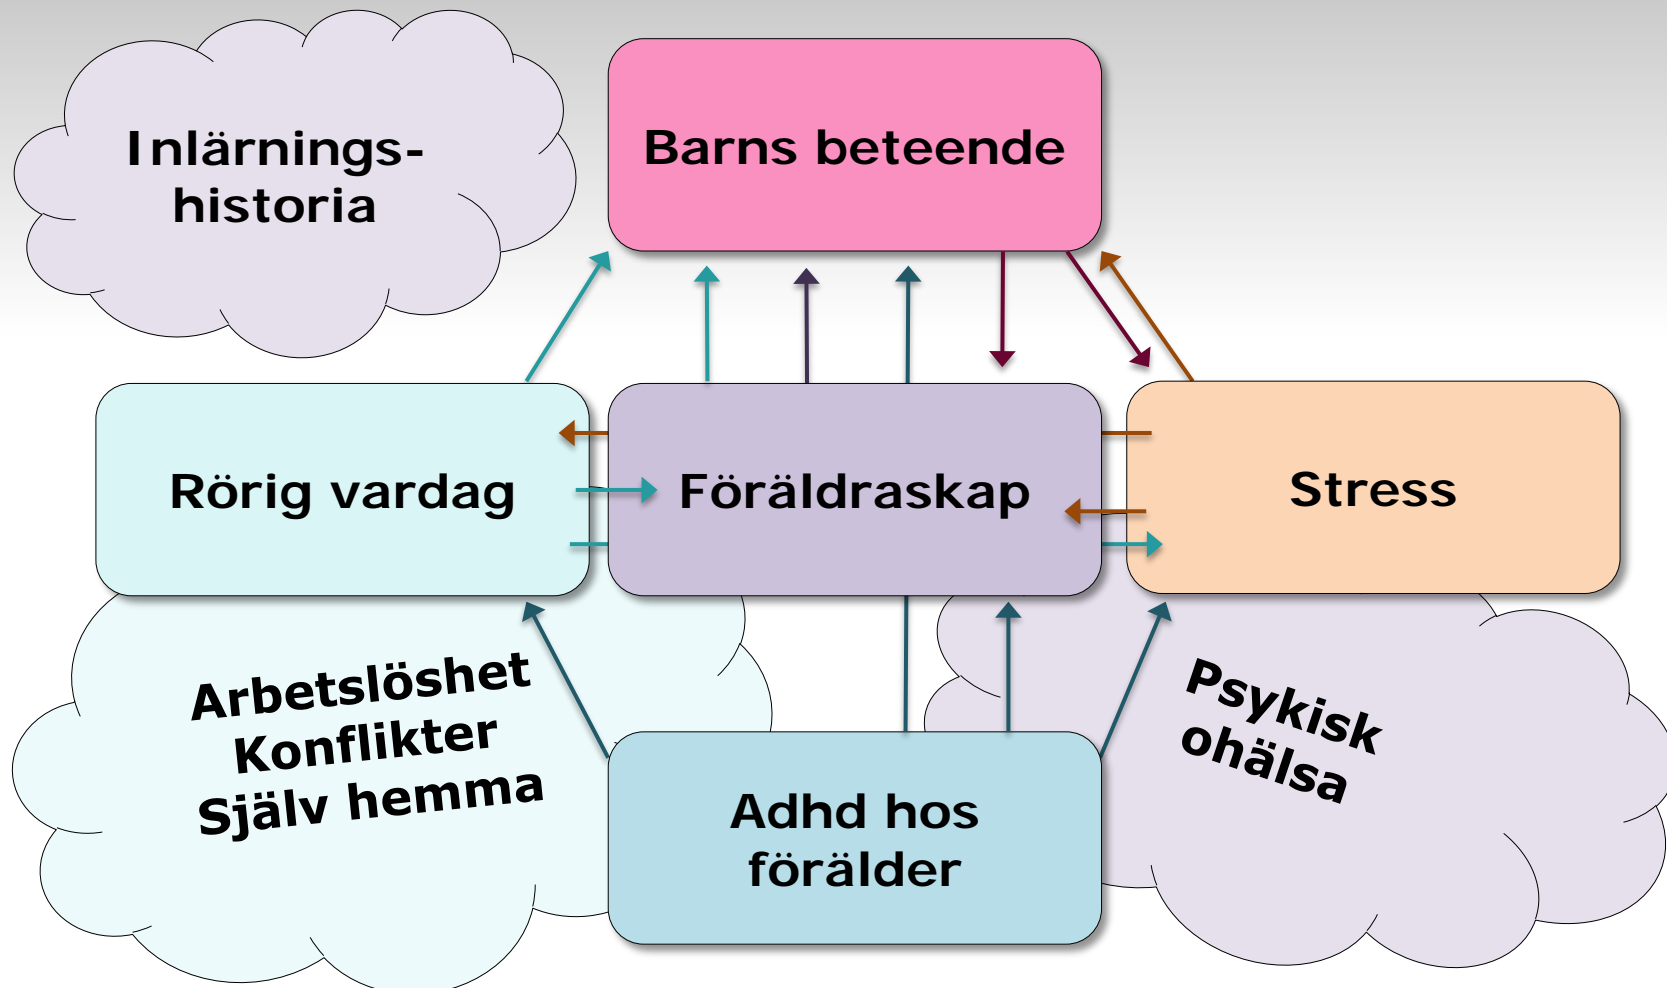 Inlärnings-
historia
Barns beteende
Rörig vardag
Föräldraskap
Stress
Arbetslöshet
Konflikter
Själv hemma
Psykisk
ohälsa
Adhd hos
förälder